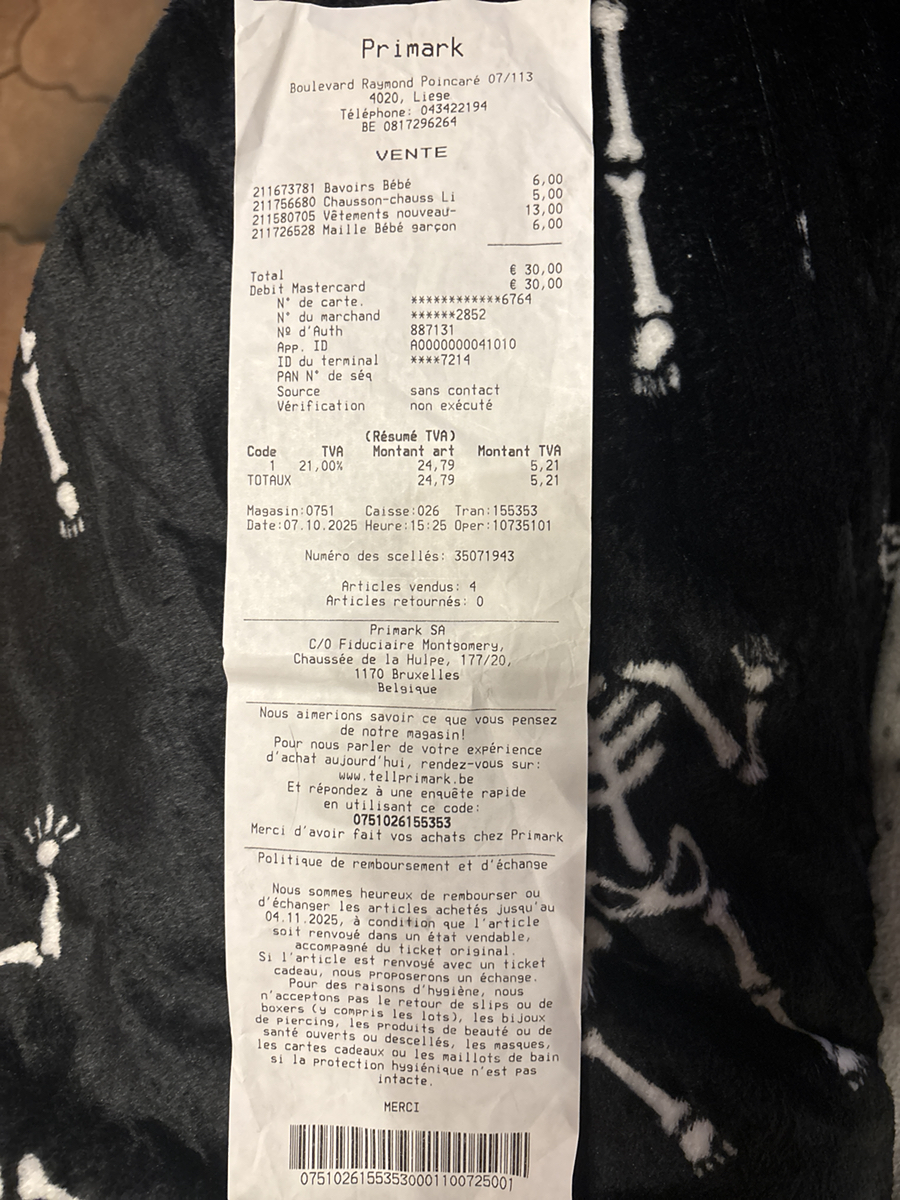 Primark
Boulevard Raymond Poincaré 07/113
4020, Liege
Téléphone: 043422194
BE 0817296264
VENTE
211673781 Bavoirs Bébé 6,00
211756680 Chausson-chauss Li 5,00
211580705 Vêtements nouveau- 13,00
211726528 Maille Bébé garçon 6,00
Total € 30,00
Debit Mastercard € 30,00
N° de carte. ************6764
N° du marchand ******2852
Nº d'Auth 887131
App. ID A0000000041010
ID du terminal ****7214
PAN N° de séq
Source sans contact
Vérification non exécuté
(Résumé TVA)
Code TVA Montant art Montant TVA
1 21,00% 24,79 5,21
TOTAUX 24,79 5,21
Magasin:0751 Caisse:026 Tran:155353
Date:07.10.2025 Heure:15:25 Oper:10735101
Numéro des scellés: 35071943
Articles vendus: 4
Articles retournés: 0
Primark SA
C/O Fiduciaire Montgomery,
Chaussée de la Hulpe, 177/20,
1170 Bruxelles
Belgique
Nous aimerions savoir ce que vous pensez
de notre magasin!
Pour nous parler de votre expérience
d'achat aujourd'hui, rendez-vous sur:
www.tellprimark.be
Et répondez à une enquête rapide
en utilisant ce code:
0751026155353
Merci d'avoir fait vos achats chez Primark
Politique de remboursement et d'échange
Nous sommes heureux de rembourser ou
d'échanger les articles achetés jusqu'au
04.11.2025, à condition que l'article
soit renvoyé dans un état vendable,
accompagné du ticket original.
Si l'article est renvoyé avec un ticket
cadeau, nous proposerons un échange.
Pour des raisons d'hygiène, nous
n'acceptons pas le retour de slips ou de
boxers (y compris les lots), les bijoux
de piercing, les produits de beauté ou de
santé ouverts ou descellés, les masques,
les cartes cadeaux ou les maillots de bain
si la protection hygiénique n'est pas
intacte.
MERCI
07510261553530001100725001